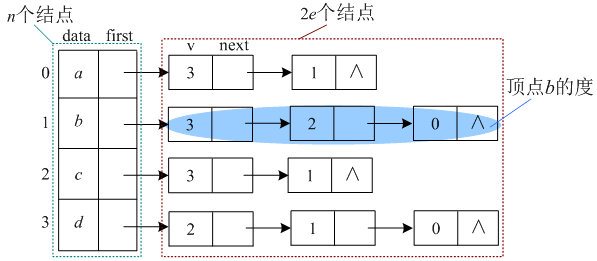 n个结点 2e个结点
data first
v next
0 a 3 1 ∧
顶点b的度
1 b 3 2 0 ∧
2 c 3 1 ∧
3 d 2 1 0 ∧